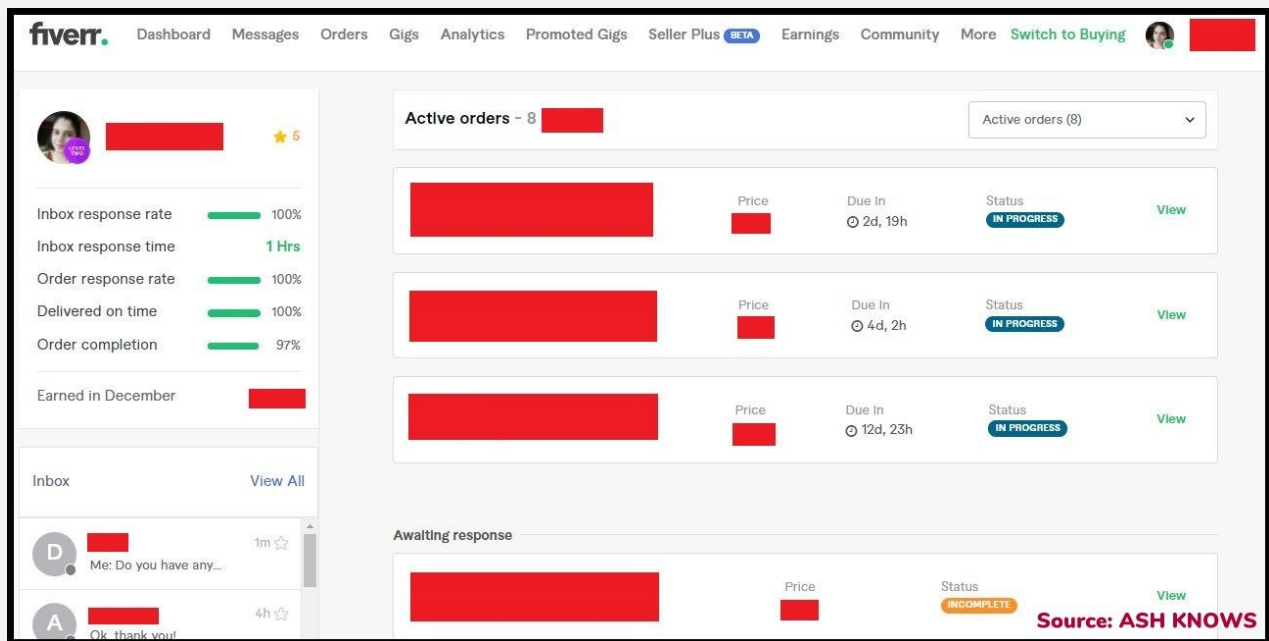 fiverr. Dashboard Messages Orders Gigs Analytics Promoted Gigs Seller Plus BETA Earnings Community More Switch to Buying
LEVEL TWO
5
Inbox response rate 100%
Inbox response time 1 Hrs
Order response rate 100%
Delivered on time 100%
Order completion 97%
Earned in December
Inbox View All
D
1m
Me: Do you have any...
A
4h
Ok, thank you!
Active orders - 8
Active orders (8)
Price Due In Status
2d, 19h IN PROGRESS View
Price Due In Status
4d, 2h IN PROGRESS View
Price Due In Status
12d, 23h IN PROGRESS View
Awaiting response
Price Status
INCOMPLETE View
Source: ASH KNOWS